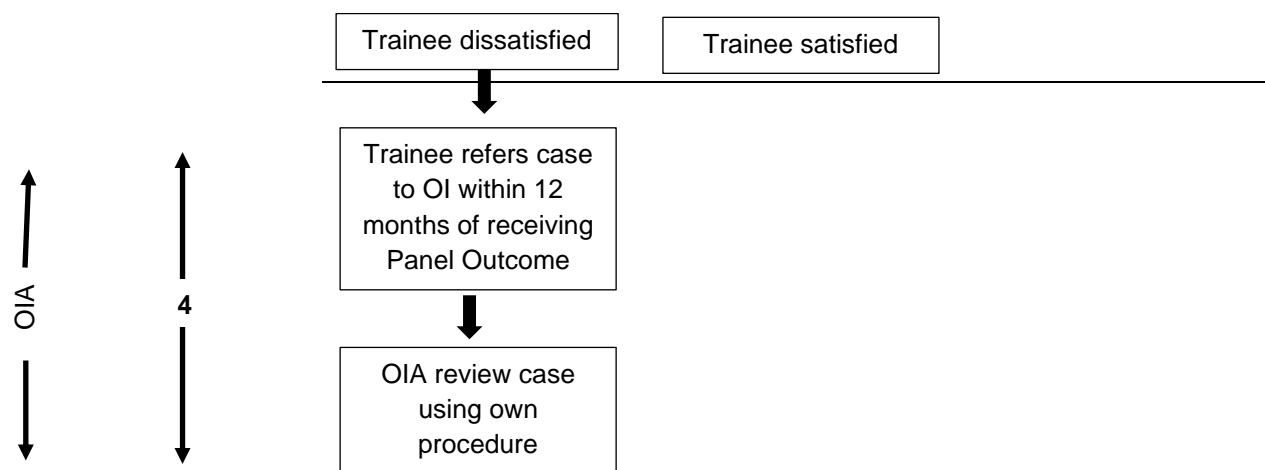 Trainee dissatisfied
Trainee satisfied
Trainee refers case
to OI within 12
months of receiving
Panel Outcome
OIA
4
OIA review case
using own
procedure